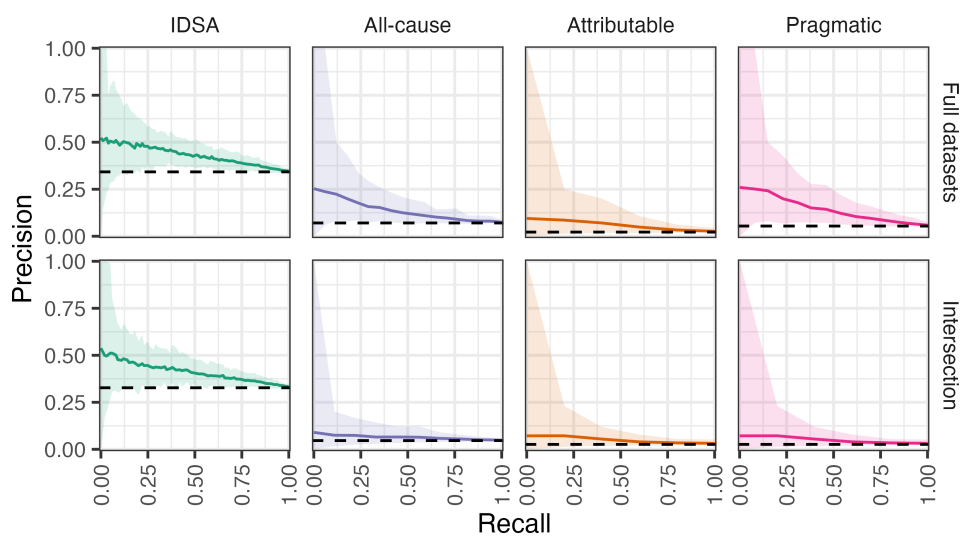 IDSA
All-cause
Attributable
Pragmatic
1.00
0.75
0.50
0.25
0.00
Full datasets
1.00
0.75
0.50
0.25
0.00
Intersection
Precision
0.00 0.25 0.50 0.75 1.00
0.00 0.25 0.50 0.75 1.00
0.00 0.25 0.50 0.75 1.00
0.00 0.25 0.50 0.75 1.00
Recall